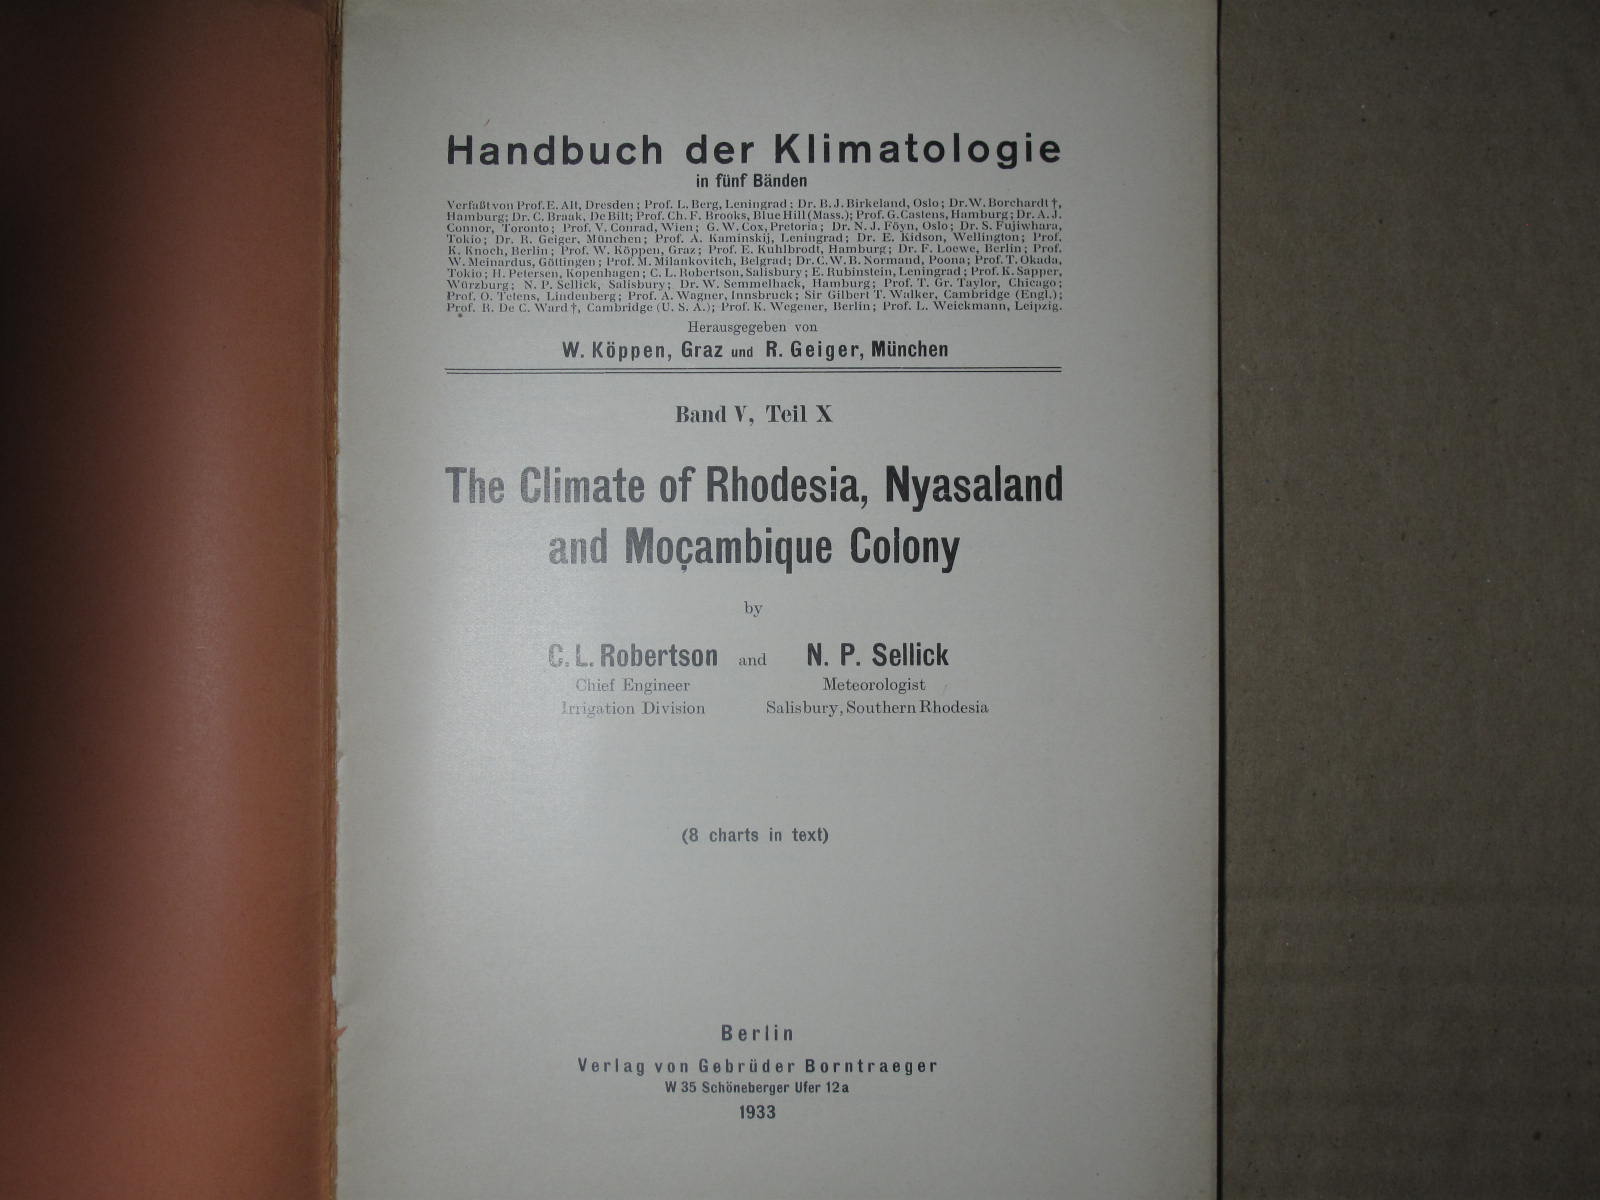 Handbuch der Klimatologie
in fünf Bänden
Verfaßt von Prof. E. Alt, Dresden; Prof. L. Berg, Leningrad; Dr. B. J. Birkeland, Oslo; Dr. W. Borchardt †,
Hamburg; Dr. C. Braak, De Bilt; Prof. Ch. F. Brooks, Blue Hill (Mass.); Prof. G. Castens, Hamburg; Dr. A. J.
Connor, Toronto; Prof. V. Conrad, Wien; G. W. Cox, Pretoria; Dr. N. J. Föyn, Oslo; Dr. S. Fujiwhara,
Tokio; Dr. R. Geiger, München; Prof. A. Kaminskij, Leningrad; Dr. E. Kidson, Wellington; Prof.
K. Knoch, Berlin; Prof. W. Köppen, Graz; Prof. E. Kuhlbrodt, Hamburg; Dr. F. Loewe, Berlin; Prof.
W. Meinardus, Göttingen; Prof. M. Milankovitch, Belgrad; Dr. C. W. B. Normand, Poona; Prof. T. Okada,
Tokio; H. Petersen, Kopenhagen; C. L. Robertson, Salisbury; E. Rubinstein, Leningrad; Prof. K. Sapper,
Würzburg; N. P. Sellick, Salisbury; Dr. W. Semmelhack, Hamburg; Prof. T. Gr. Taylor, Chicago;
Prof. O. Tetens, Lindenberg; Prof. A. Wagner, Innsbruck; Sir Gilbert T. Walker, Cambridge (Engl.);
Prof. R. De C. Ward †, Cambridge (U. S. A.); Prof. K. Wegener, Berlin; Prof. L. Weickmann, Leipzig.
Herausgegeben von
W. Köppen, Graz und R. Geiger, München
Band V, Teil X
The Climate of Rhodesia, Nyasaland
and Moçambique Colony
by
C. L. Robertson and N. P. Sellick
Chief Engineer Meteorologist
Irrigation Division Salisbury, Southern Rhodesia
(8 charts in text)
Berlin
Verlag von Gebrüder Borntraeger
W 35 Schöneberger Ufer 12a
1933